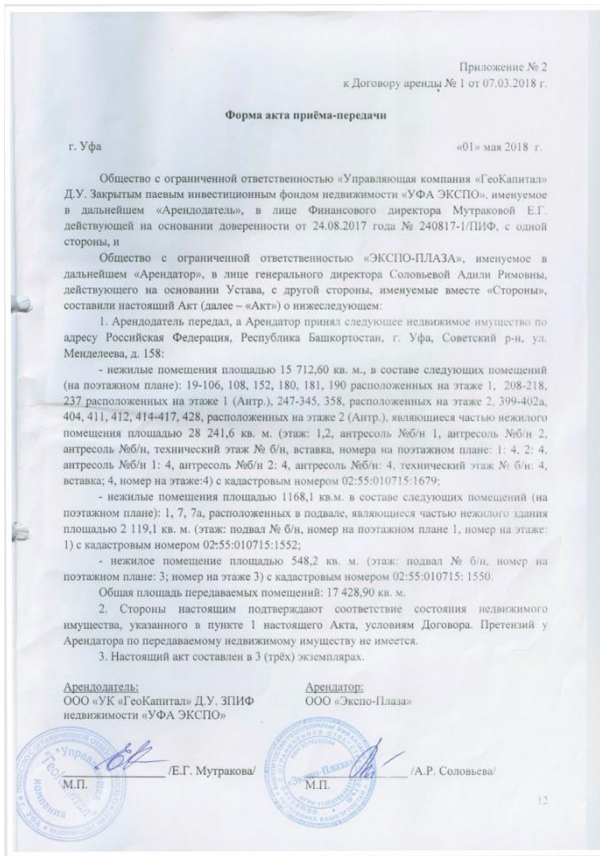 Приложение № 2
к Договору аренды № 1 от 07.03.2018 г.
Форма акта приёма-передачи
г. Уфа «01» мая 2018 г.
Общество с ограниченной ответственностью «Управляющая компания «ГеоКапитал»
Д.У. Закрытым паевым инвестиционным фондом недвижимости «УФА ЭКСПО», именуемое
в дальнейшем «Арендодатель», в лице Финансового директора Мутраковой Е.Г.
действующей на основании доверенности от 24.08.2017 года № 240817-1/ПИФ, с одной
стороны, и
Общество с ограниченной ответственностью «ЭКСПО-ПЛАЗА», именуемое в
дальнейшем «Арендатор», в лице генерального директора Соловьевой Адили Римовны,
действующего на основании Устава, с другой стороны, именуемые вместе «Стороны»,
составили настоящий Акт (далее – «Акт») о нижеследующем:
1. Арендодатель передал, а Арендатор принял следующее недвижимое имущество по
адресу Российская Федерация, Республика Башкортостан, г. Уфа, Советский р-н, ул.
Менделеева, д. 158:
- нежилые помещения площадью 15 712,60 кв. м., в составе следующих помещений
(на поэтажном плане): 19-106, 108, 152, 180, 181, 190 расположенных на этаже 1, 208-218,
237 расположенных на этаже 1 (Антр.), 247-345, 358, расположенных на этаже 2, 399-402а,
404, 411, 412, 414-417, 428, расположенных на этаже 2 (Антр.), являющиеся частью нежилого
помещения площадью 28 241,6 кв. м. (этаж: 1,2, антресоль №б/н 1, антресоль №б/н 2,
антресоль №б/н, технический этаж № б/н, вставка, номера на поэтажном плане: 1: 4, 2: 4,
антресоль №б/н 1: 4, антресоль №б/н 2: 4, антресоль №б/н: 4, технический этаж № б/н: 4,
вставка; 4, номер на этаже:4) с кадастровым номером 02:55:010715:1679;
- нежилые помещения площадью 1168,1 кв.м. в составе следующих помещений (на
поэтажном плане): 1, 7, 7а, расположенных в подвале, являющиеся частью нежилого здания
площадью 2 119,1 кв. м. (этаж: подвал № б/н, номер на поэтажном плане 1, номер на этаже:
1) с кадастровым номером 02:55:010715:1552;
- нежилое помещение площадью 548,2 кв. м. (этаж: подвал № б/н, номер на
поэтажном плане: 3; номер на этаже 3) с кадастровым номером 02:55:010715: 1550.
Общая площадь передаваемых помещений: 17 428,90 кв. м.
2. Стороны настоящим подтверждают соответствие состояния недвижимого
имущества, указанного в пункте 1 настоящего Акта, условиям Договора. Претензий у
Арендатора по передаваемому недвижимому имуществу не имеется.
3. Настоящий акт составлен в 3 (трёх) экземплярах.
Арендодатель: Арендатор:
ООО «УК «ГеоКапитал» Д.У. ЗПИФ ООО «Экспо-Плаза»
недвижимости «УФА ЭКСПО»
/Е.Г. Мутракова/ /А.Р. Соловьева/
М.П. М.П.
"Управляющая
компания
"ГеоКапитал"
«Экспо-Плаза»
12